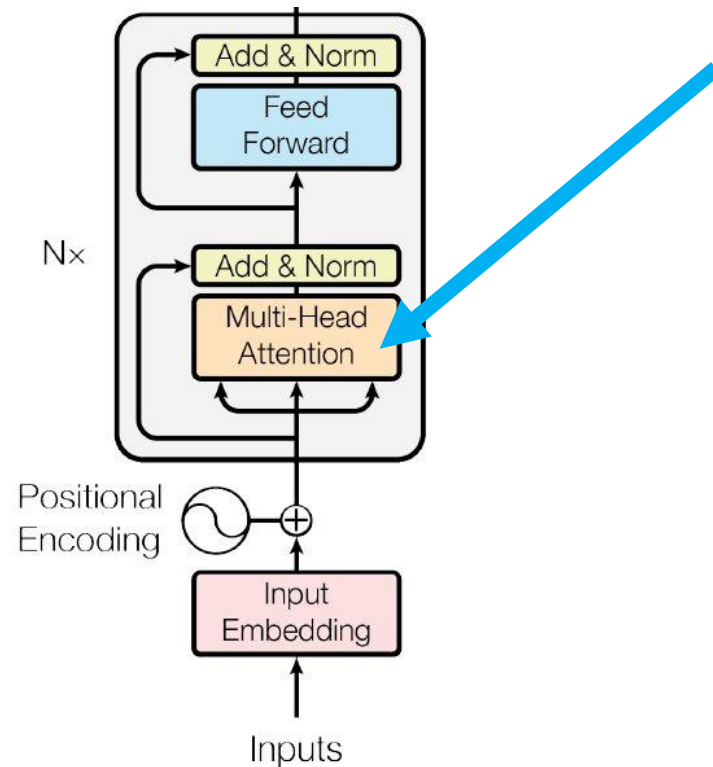 Add & Norm
Feed
Forward
Nx
Add & Norm
Multi-Head
Attention
Positional
Encoding
Input
Embedding
Inputs